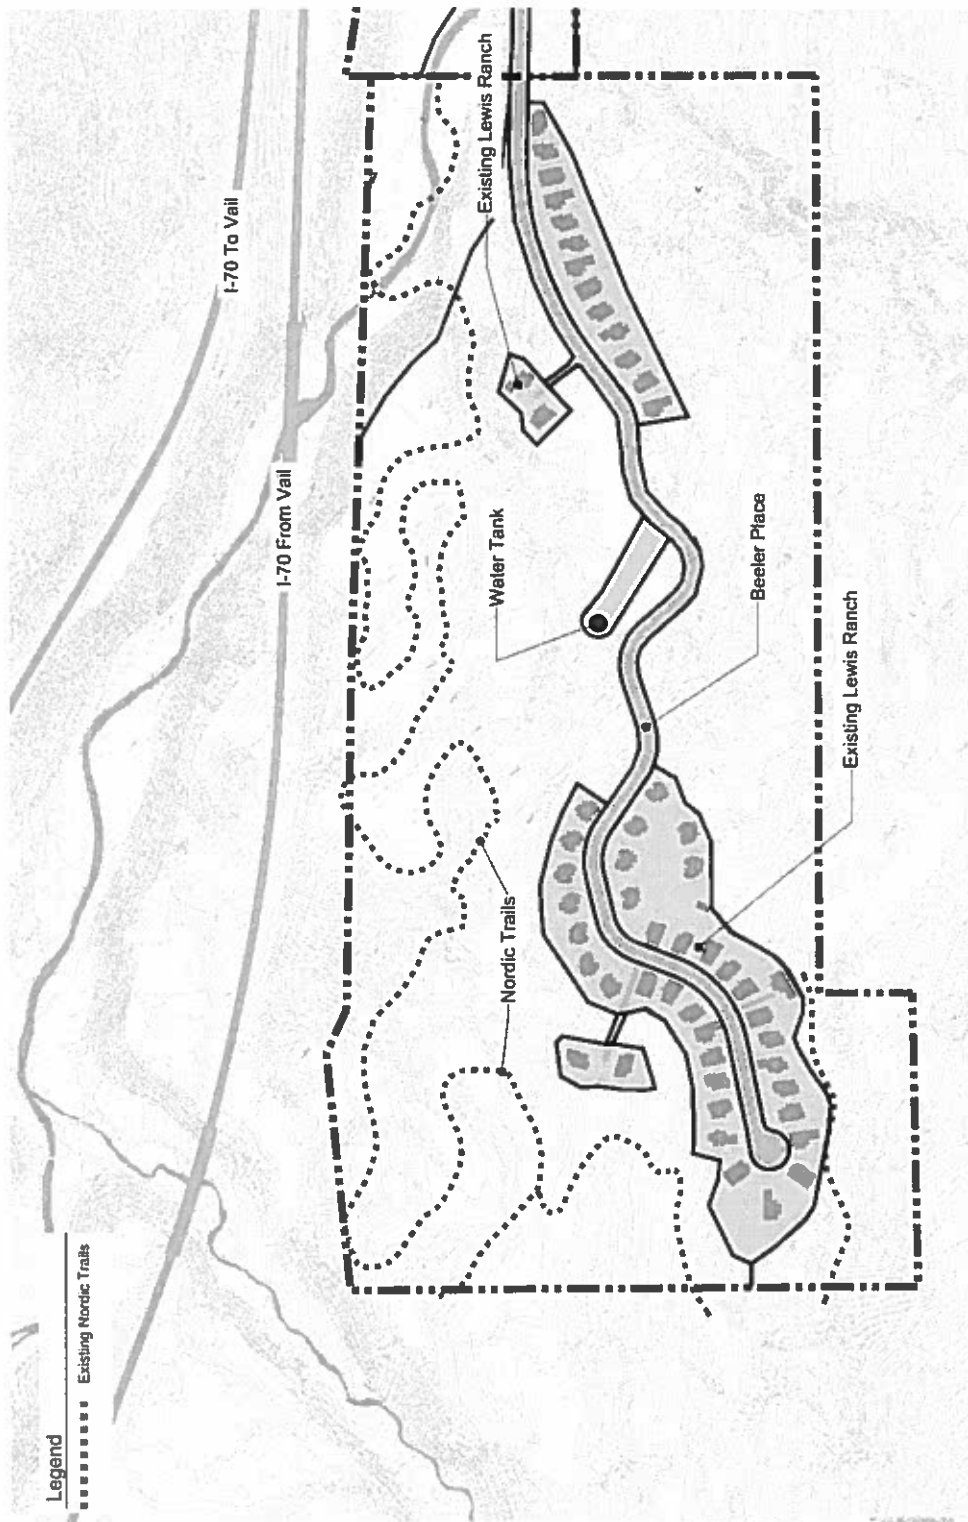 I-70 To Vail
I-70 From Vail
Existing Lewis Ranch
Water Tank
Beeler Place
Existing Lewis Ranch
Nordic Trails
Legend
Existing Nordic Trails